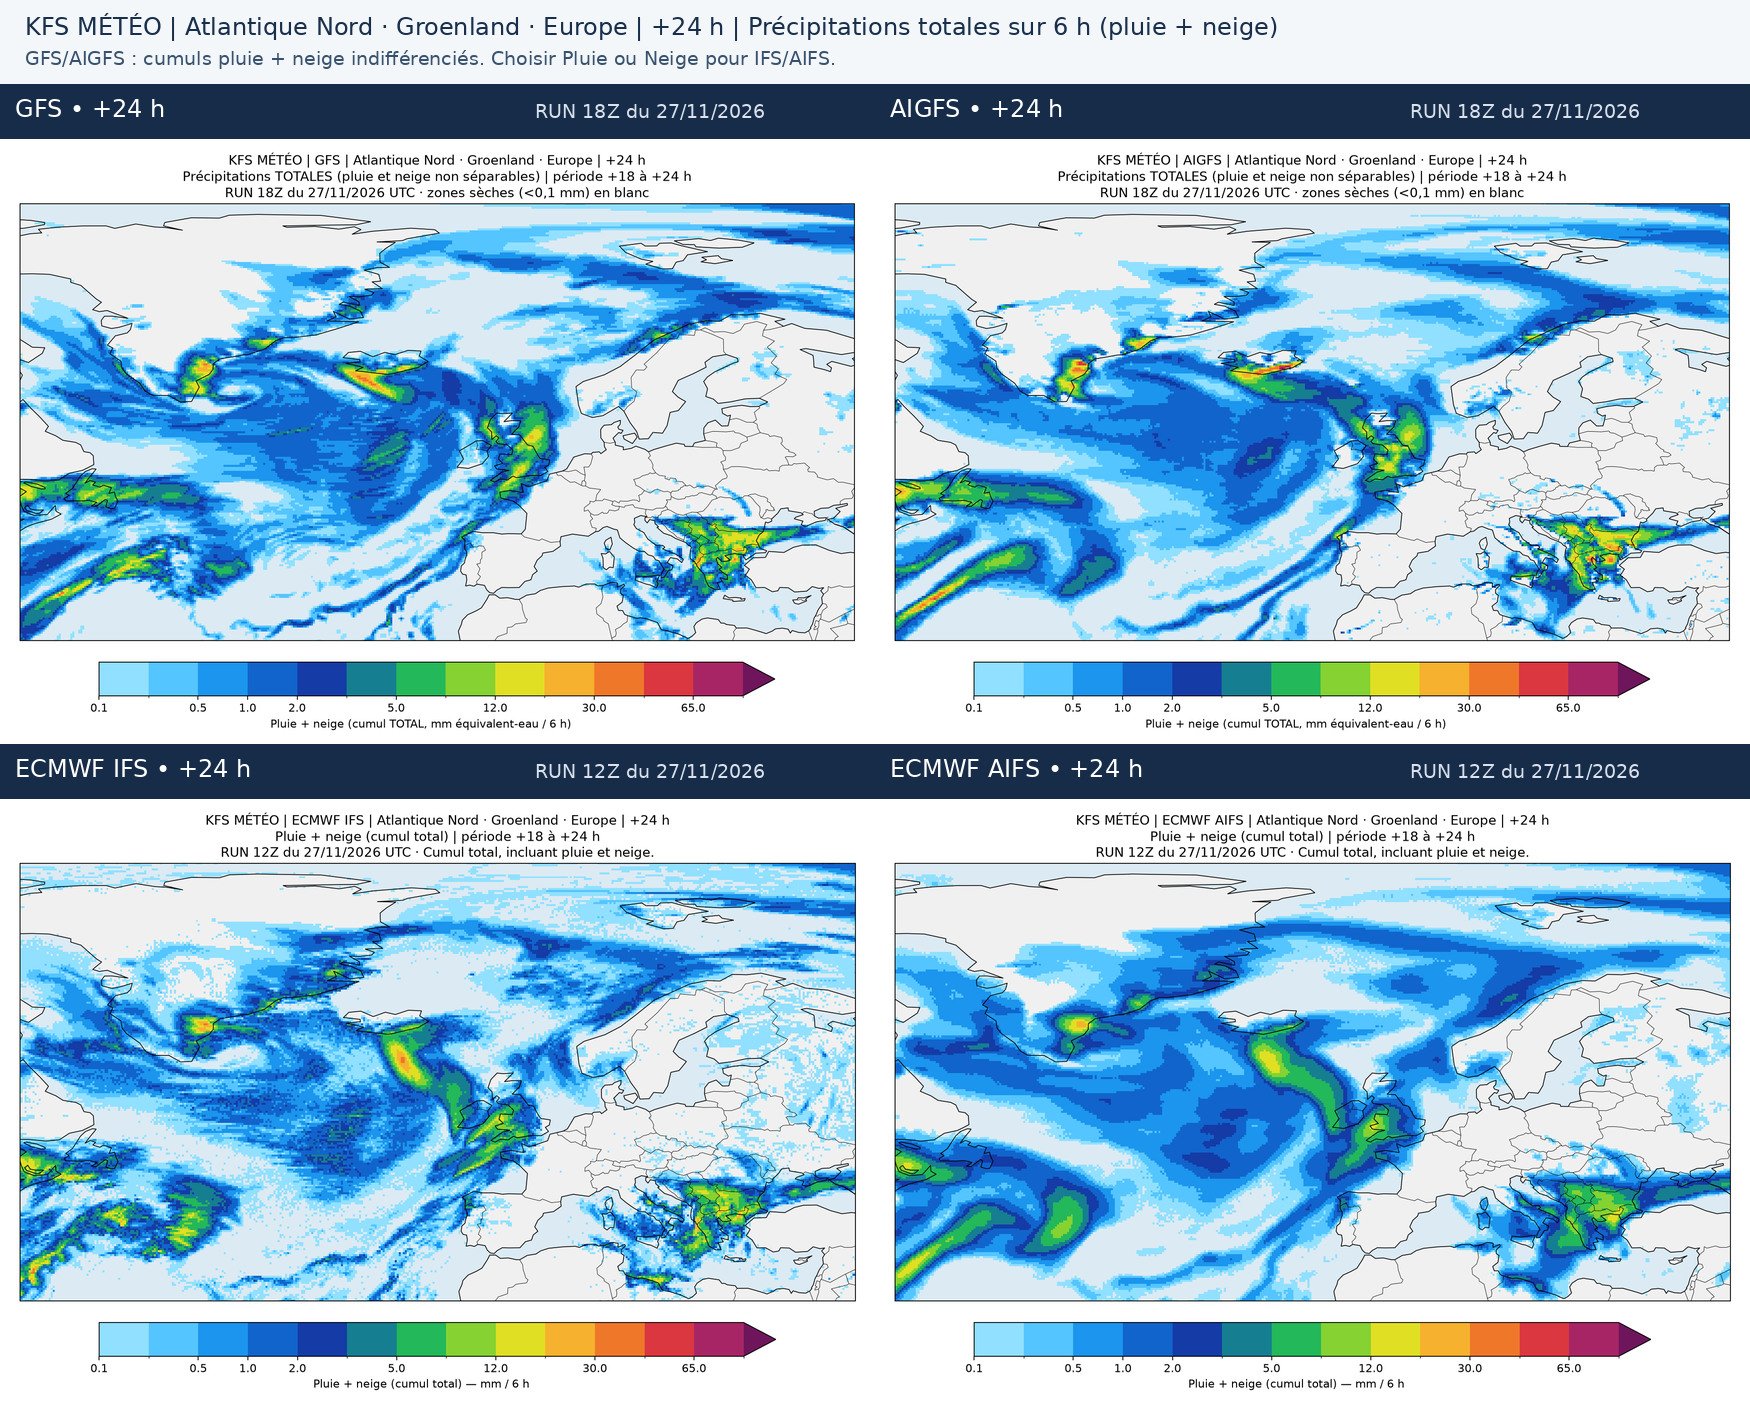 KFS MÉTÉO | Atlantique Nord · Groenland · Europe | +24 h | Précipitations totales sur 6 h (pluie + neige)
GFS/AIGFS : cumuls pluie + neige indifférenciés. Choisir Pluie ou Neige pour IFS/AIFS.
GFS • +24 h
RUN 18Z du 27/11/2026
AIGFS • +24 h
RUN 18Z du 27/11/2026
KFS MÉTÉO | GFS | Atlantique Nord · Groenland · Europe | +24 h
Précipitations TOTALES (pluie et neige non séparables) | période +18 à +24 h
RUN 18Z du 27/11/2026 UTC · zones sèches (<0,1 mm) en blanc
KFS MÉTÉO | AIGFS | Atlantique Nord · Groenland · Europe | +24 h
Précipitations TOTALES (pluie et neige non séparables) | période +18 à +24 h
RUN 18Z du 27/11/2026 UTC · zones sèches (<0,1 mm) en blanc
0.1 0.5 1.0 2.0 5.0 12.0 30.0 65.0
Pluie + neige (cumul TOTAL, mm équivalent-eau / 6 h)
0.1 0.5 1.0 2.0 5.0 12.0 30.0 65.0
Pluie + neige (cumul TOTAL, mm équivalent-eau / 6 h)
ECMWF IFS • +24 h
RUN 12Z du 27/11/2026
ECMWF AIFS • +24 h
RUN 12Z du 27/11/2026
KFS MÉTÉO | ECMWF IFS | Atlantique Nord · Groenland · Europe | +24 h
Pluie + neige (cumul total) | période +18 à +24 h
RUN 12Z du 27/11/2026 UTC · Cumul total, incluant pluie et neige.
KFS MÉTÉO | ECMWF AIFS | Atlantique Nord · Groenland · Europe | +24 h
Pluie + neige (cumul total) | période +18 à +24 h
RUN 12Z du 27/11/2026 UTC · Cumul total, incluant pluie et neige.
0.1 0.5 1.0 2.0 5.0 12.0 30.0 65.0
Pluie + neige (cumul total) — mm / 6 h
0.1 0.5 1.0 2.0 5.0 12.0 30.0 65.0
Pluie + neige (cumul total) — mm / 6 h